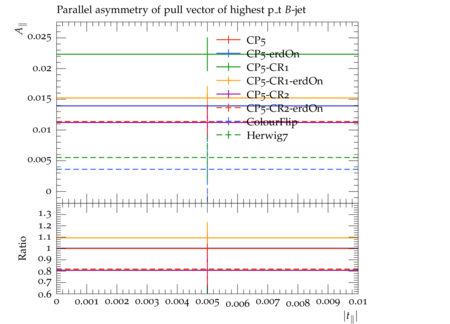 Parallel asymmetry of pull vector of highest p_t B-jet
A∥
0.025
0.02
0.015
0.01
0.005
0
CP5
CP5-erdOn
CP5-CR1
CP5-CR1-erdOn
CP5-CR2
CP5-CR2-erdOn
ColourFlip
Herwig7
Ratio
1.3
1.2
1.1
1
0.9
0.8
0.7
0.6
0 0.001 0.002 0.003 0.004 0.005 0.006 0.007 0.008 0.009 0.01
|t∥|